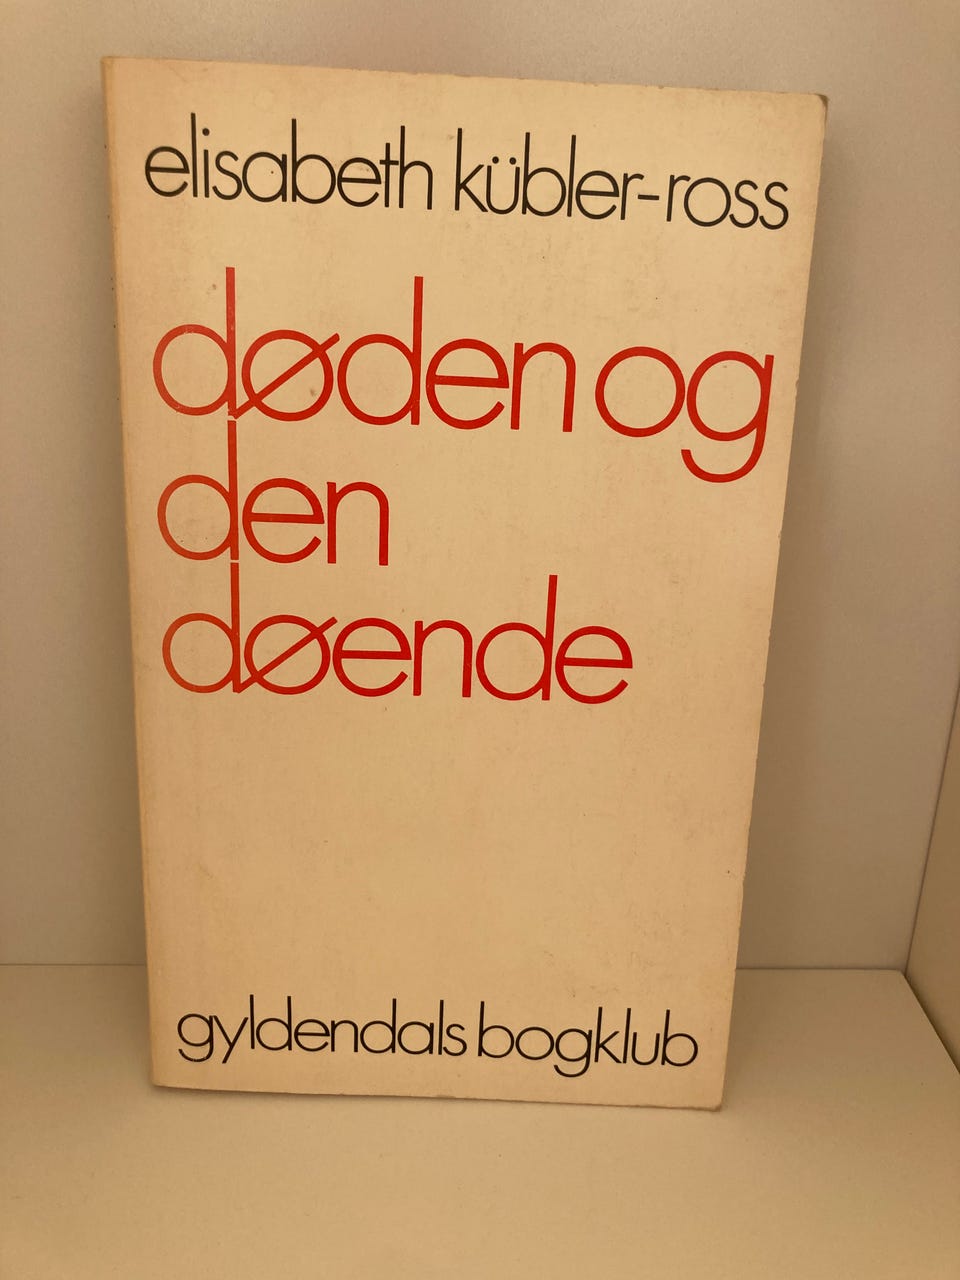 elisabeth kübler-ross
døden og
den
døende
gyldendals bogklub